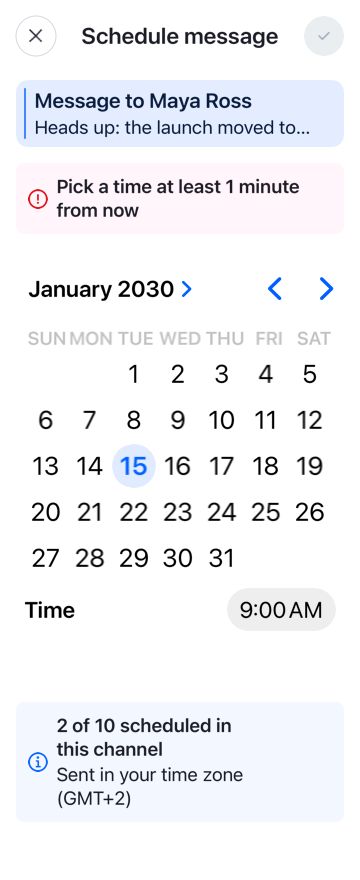 Schedule message
Message to Maya Ross
Heads up: the launch moved to...
Pick a time at least 1 minute
from now
January 2030
SUN MON TUE WED THU FRI SAT
1 2 3 4 5
6 7 8 9 10 11 12
13 14 15 16 17 18 19
20 21 22 23 24 25 26
27 28 29 30 31
Time 9:00 AM
2 of 10 scheduled in
this channel
Sent in your time zone
(GMT+2)